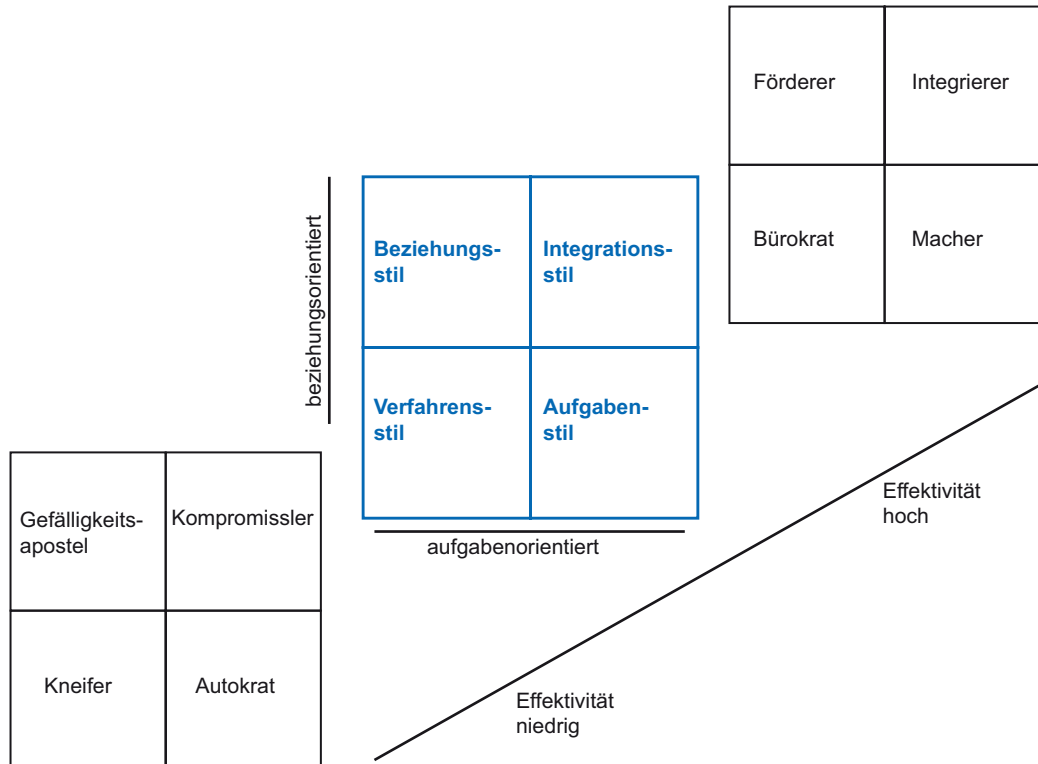 Förderer
Integrierer
Bürokrat
Macher
beziehungsorientiert
Beziehungs-
stil
Integrations-
stil
Verfahrens-
stil
Aufgaben-
stil
aufgabenorientiert
Gefälligkeits-
apostel
Kompromissler
Kneifer
Autokrat
Effektivität
hoch
Effektivität
niedrig